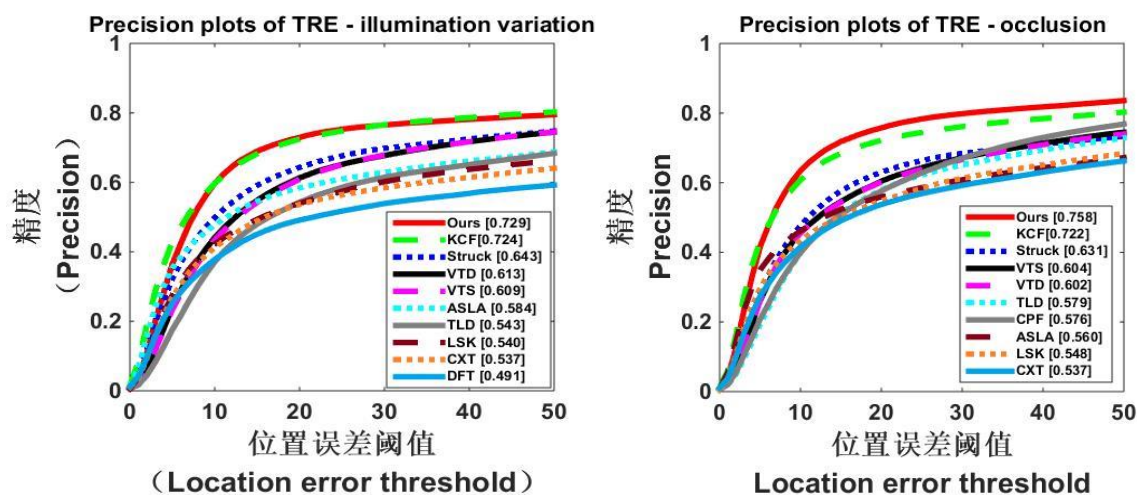 Precision plots of TRE - illumination variation
1
0.8
0.6
0.4
0.2
0
0 10 20 30 40 50
精度
（Precision）
Ours [0.729]
KCF[0.724]
Struck [0.643]
VTD [0.613]
VTS [0.609]
ASLA [0.584]
TLD [0.543]
LSK [0.540]
CXT [0.537]
DFT [0.491]
位置误差阈值
（Location error threshold）
Precision plots of TRE - occlusion
1
0.8
0.6
0.4
0.2
0
0 10 20 30 40 50
精度
Precision
Ours [0.758]
KCF[0.722]
Struck [0.631]
VTS [0.604]
VTD [0.602]
TLD [0.579]
CPF [0.576]
ASLA [0.560]
LSK [0.548]
CXT [0.537]
位置误差阈值
Location error threshold